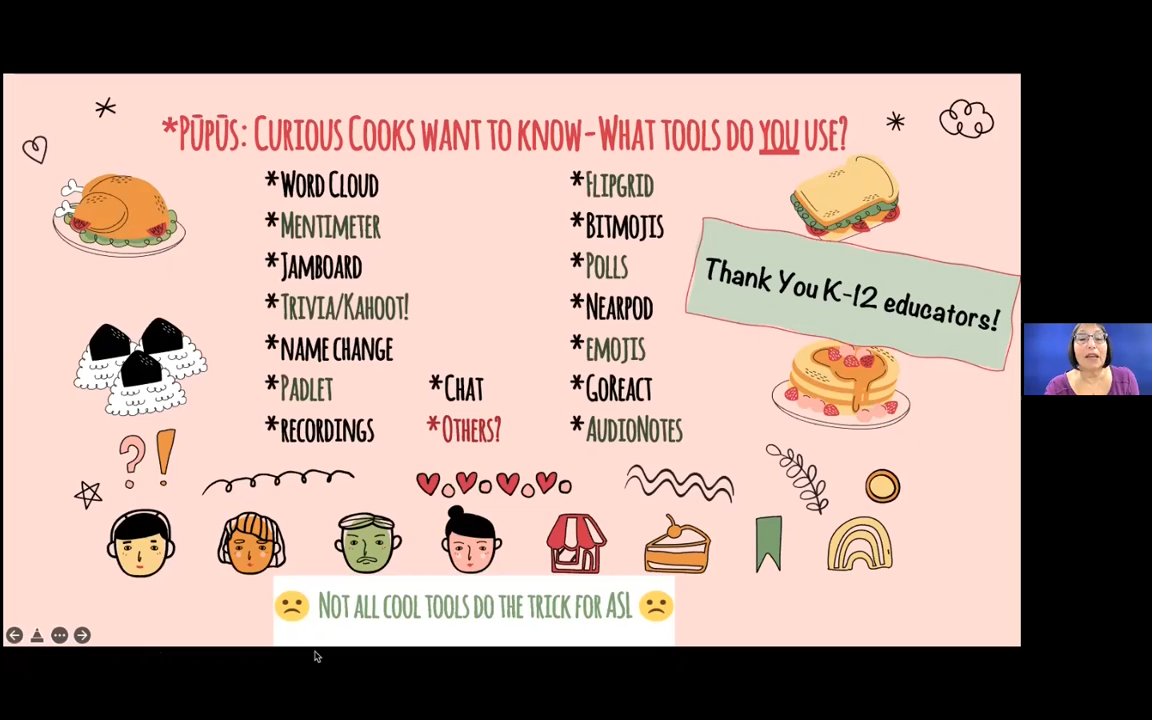 *Pūpūs: Curious Cooks want to know-What tools do you use?
*Word Cloud
*Mentimeter
*Jamboard
*Trivia/Kahoot!
*name change
*Padlet
*recordings
*Chat
*Others?
*Flipgrid
*Bitmojis
*Polls
*Nearpod
*emojis
*GoReact
*AudioNotes
Thank You K-12 educators!
Not all cool tools do the trick for ASL